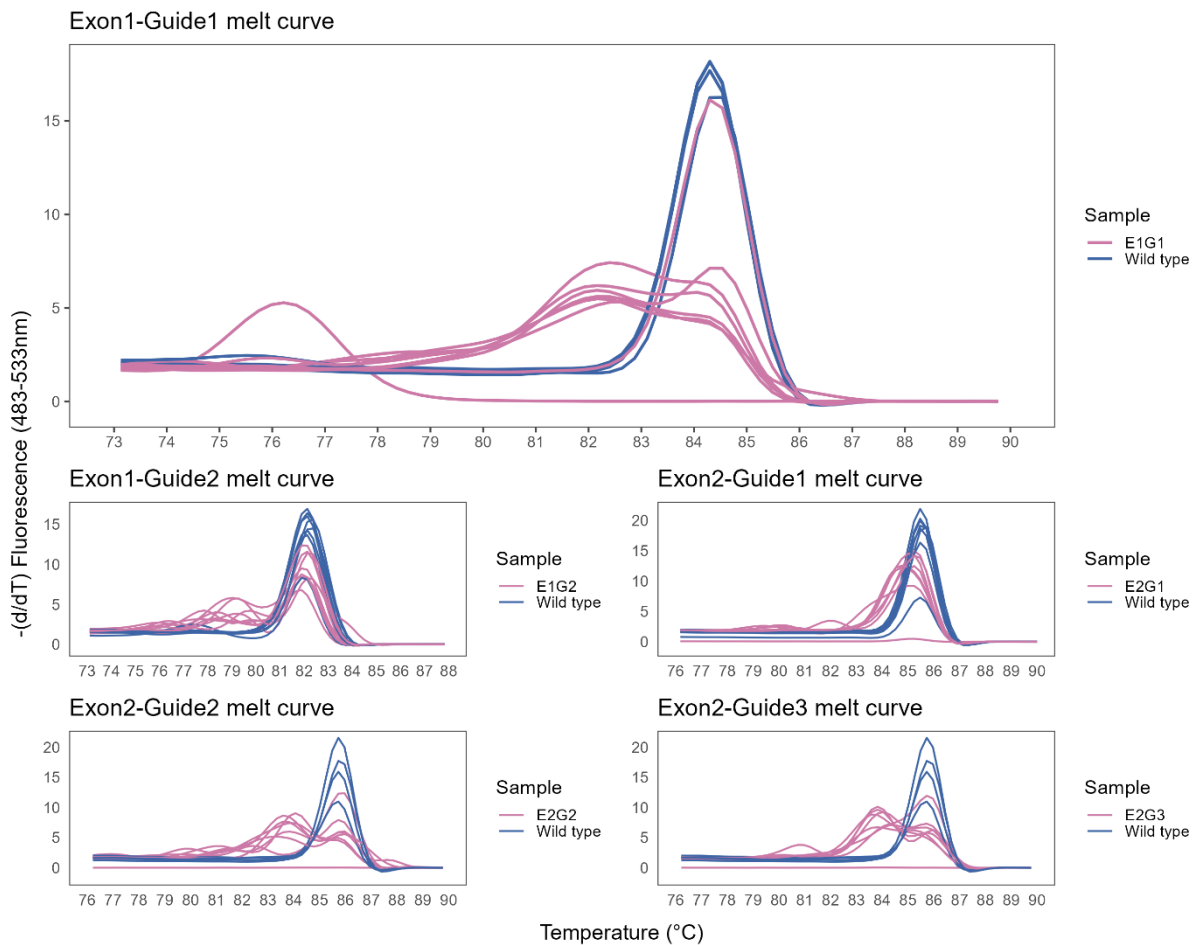 Exon1-Guide1 melt curve
15
10
5
0
73 74 75 76 77 78 79 80 81 82 83 84 85 86 87 88 89 90
Sample
E1G1
Wild type
-(d/dT) Fluorescence (483-533nm)
Exon1-Guide2 melt curve
15
10
5
0
73 74 75 76 77 78 79 80 81 82 83 84 85 86 87 88
Sample
E1G2
Wild type
Exon2-Guide1 melt curve
20
15
10
5
0
76 77 78 79 80 81 82 83 84 85 86 87 88 89 90
Sample
E2G1
Wild type
Exon2-Guide2 melt curve
20
15
10
5
0
76 77 78 79 80 81 82 83 84 85 86 87 88 89 90
Sample
E2G2
Wild type
Exon2-Guide3 melt curve
20
15
10
5
0
76 77 78 79 80 81 82 83 84 85 86 87 88 89 90
Sample
E2G3
Wild type
Temperature (°C)